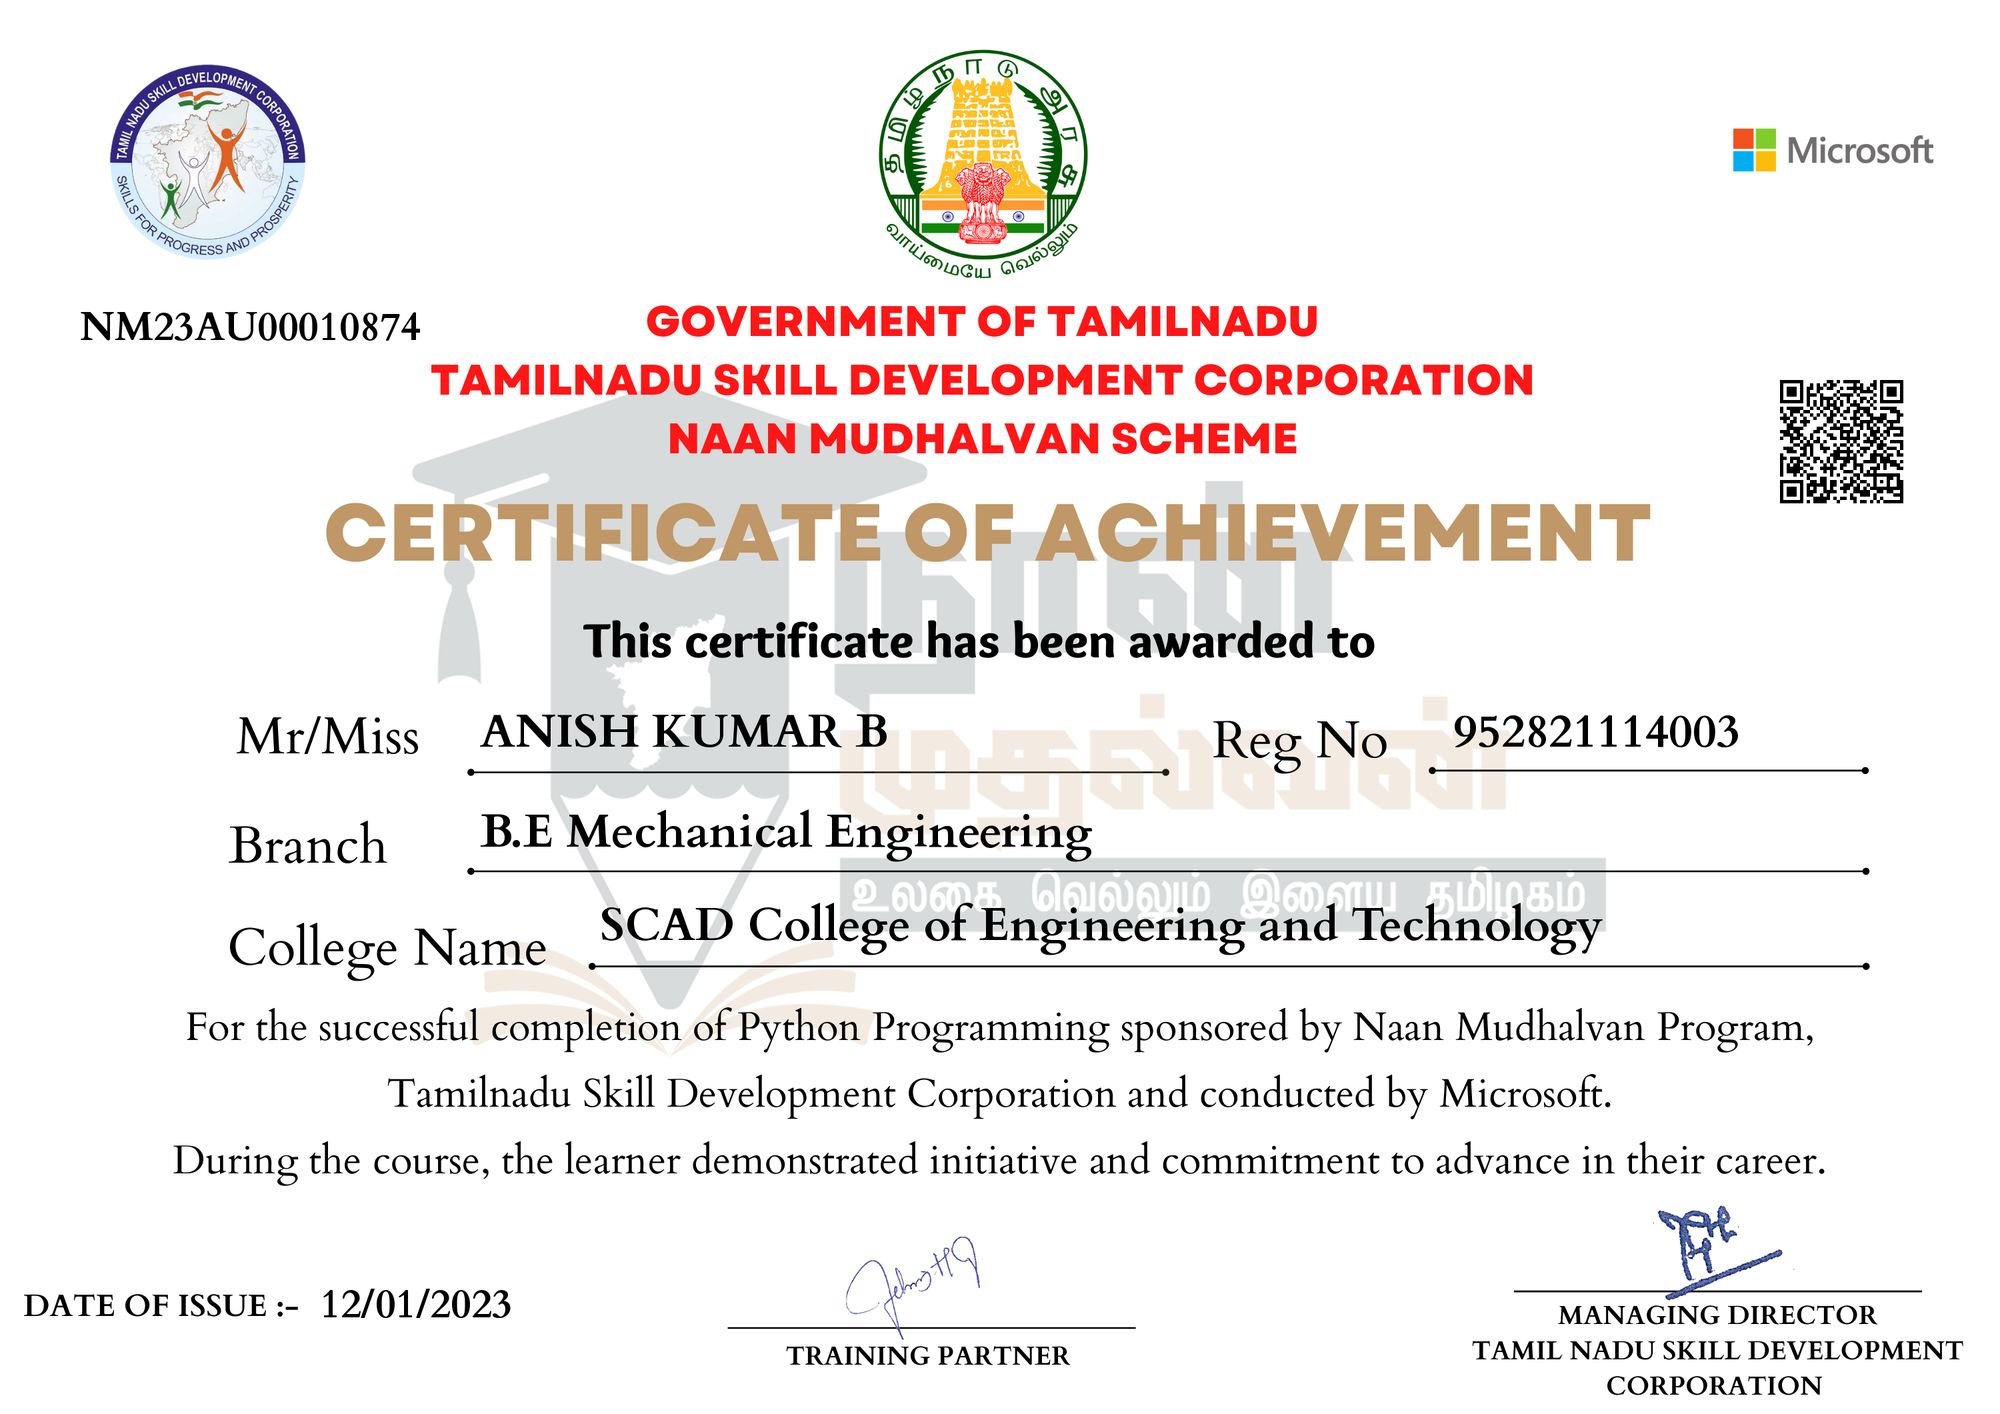 TAMIL NADU SKILL DEVELOPMENT CORPORATION
SKILLS FOR PROGRESS AND PROSPERITY
தமிழ்நாடு அரசு
வாய்மையே வெல்லும்
Microsoft
NM23AU00010874
GOVERNMENT OF TAMILNADU
TAMILNADU SKILL DEVELOPMENT CORPORATION
NAAN MUDHALVAN SCHEME
CERTIFICATE OF ACHIEVEMENT
நான்
This certificate has been awarded to
Mr/Miss ANISH KUMAR B Reg No 952821114003
முதல்வன்
Branch B.E Mechanical Engineering
உலகை வெல்லும் இளைய தமிழகம்
College Name SCAD College of Engineering and Technology
For the successful completion of Python Programming sponsored by Naan Mudhalvan Program,
Tamilnadu Skill Development Corporation and conducted by Microsoft.
During the course, the learner demonstrated initiative and commitment to advance in their career.
DATE OF ISSUE :- 12/01/2023
TRAINING PARTNER
MANAGING DIRECTOR
TAMIL NADU SKILL DEVELOPMENT
CORPORATION